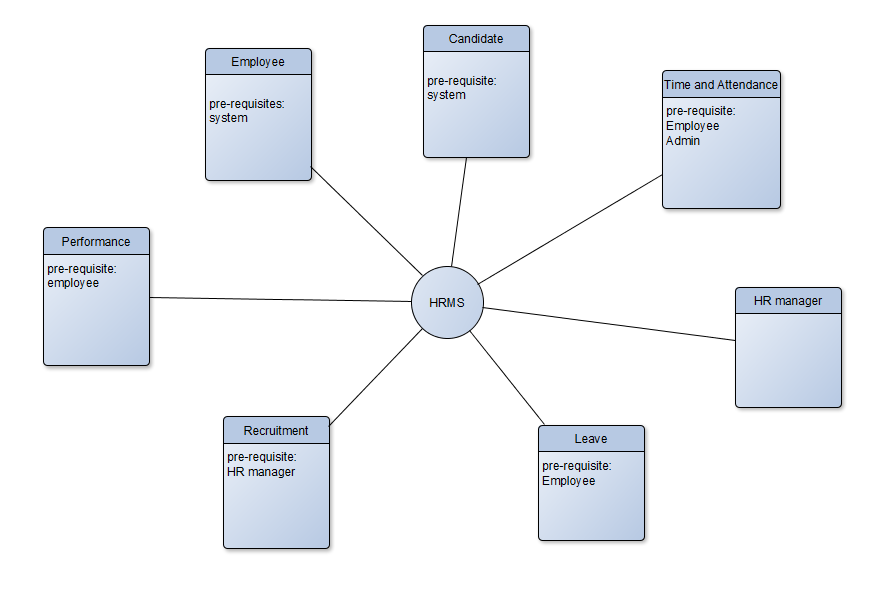 Candidate
pre-requisite:
system
Employee
pre-requisites:
system
Time and Attendance
pre-requisite:
Employee
Admin
Performance
pre-requisite:
employee
HRMS
HR manager
Recruitment
pre-requisite:
HR manager
Leave
pre-requisite:
Employee